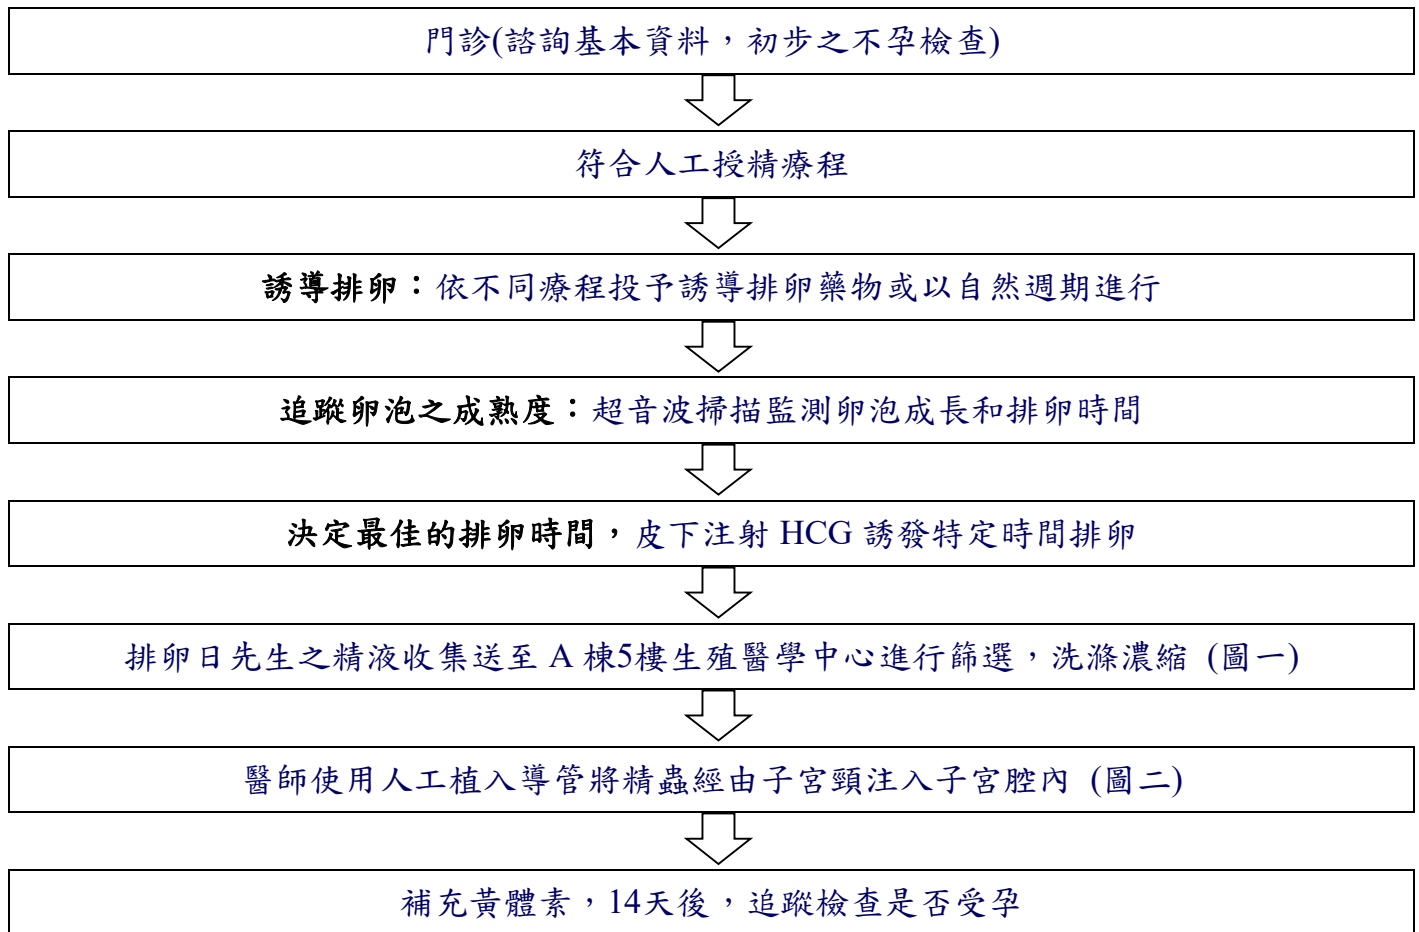 門診(諮詢基本資料，初步之不孕檢查)
符合人工授精療程
誘導排卵：依不同療程投予誘導排卵藥物或以自然週期進行
追蹤卵泡之成熟度：超音波掃描監測卵泡成長和排卵時間
決定最佳的排卵時間，皮下注射 HCG 誘發特定時間排卵
排卵日先生之精液收集送至 A 棟5樓生殖醫學中心進行篩選，洗滌濃縮 (圖一)
醫師使用人工植入導管將精蟲經由子宮頸注入子宮腔內 (圖二)
補充黃體素，14天後，追蹤檢查是否受孕